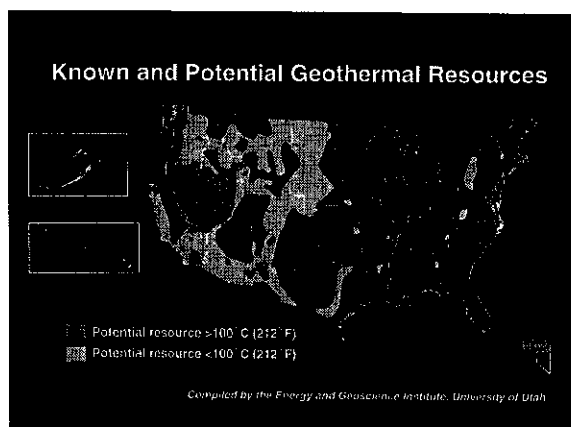 Known and Potential Geothermal Resources
Potential resource >100°C (212°F)
Potential resource <100°C (212°F)
Compiled by the Energy and Geoscience Institute, University of Utah